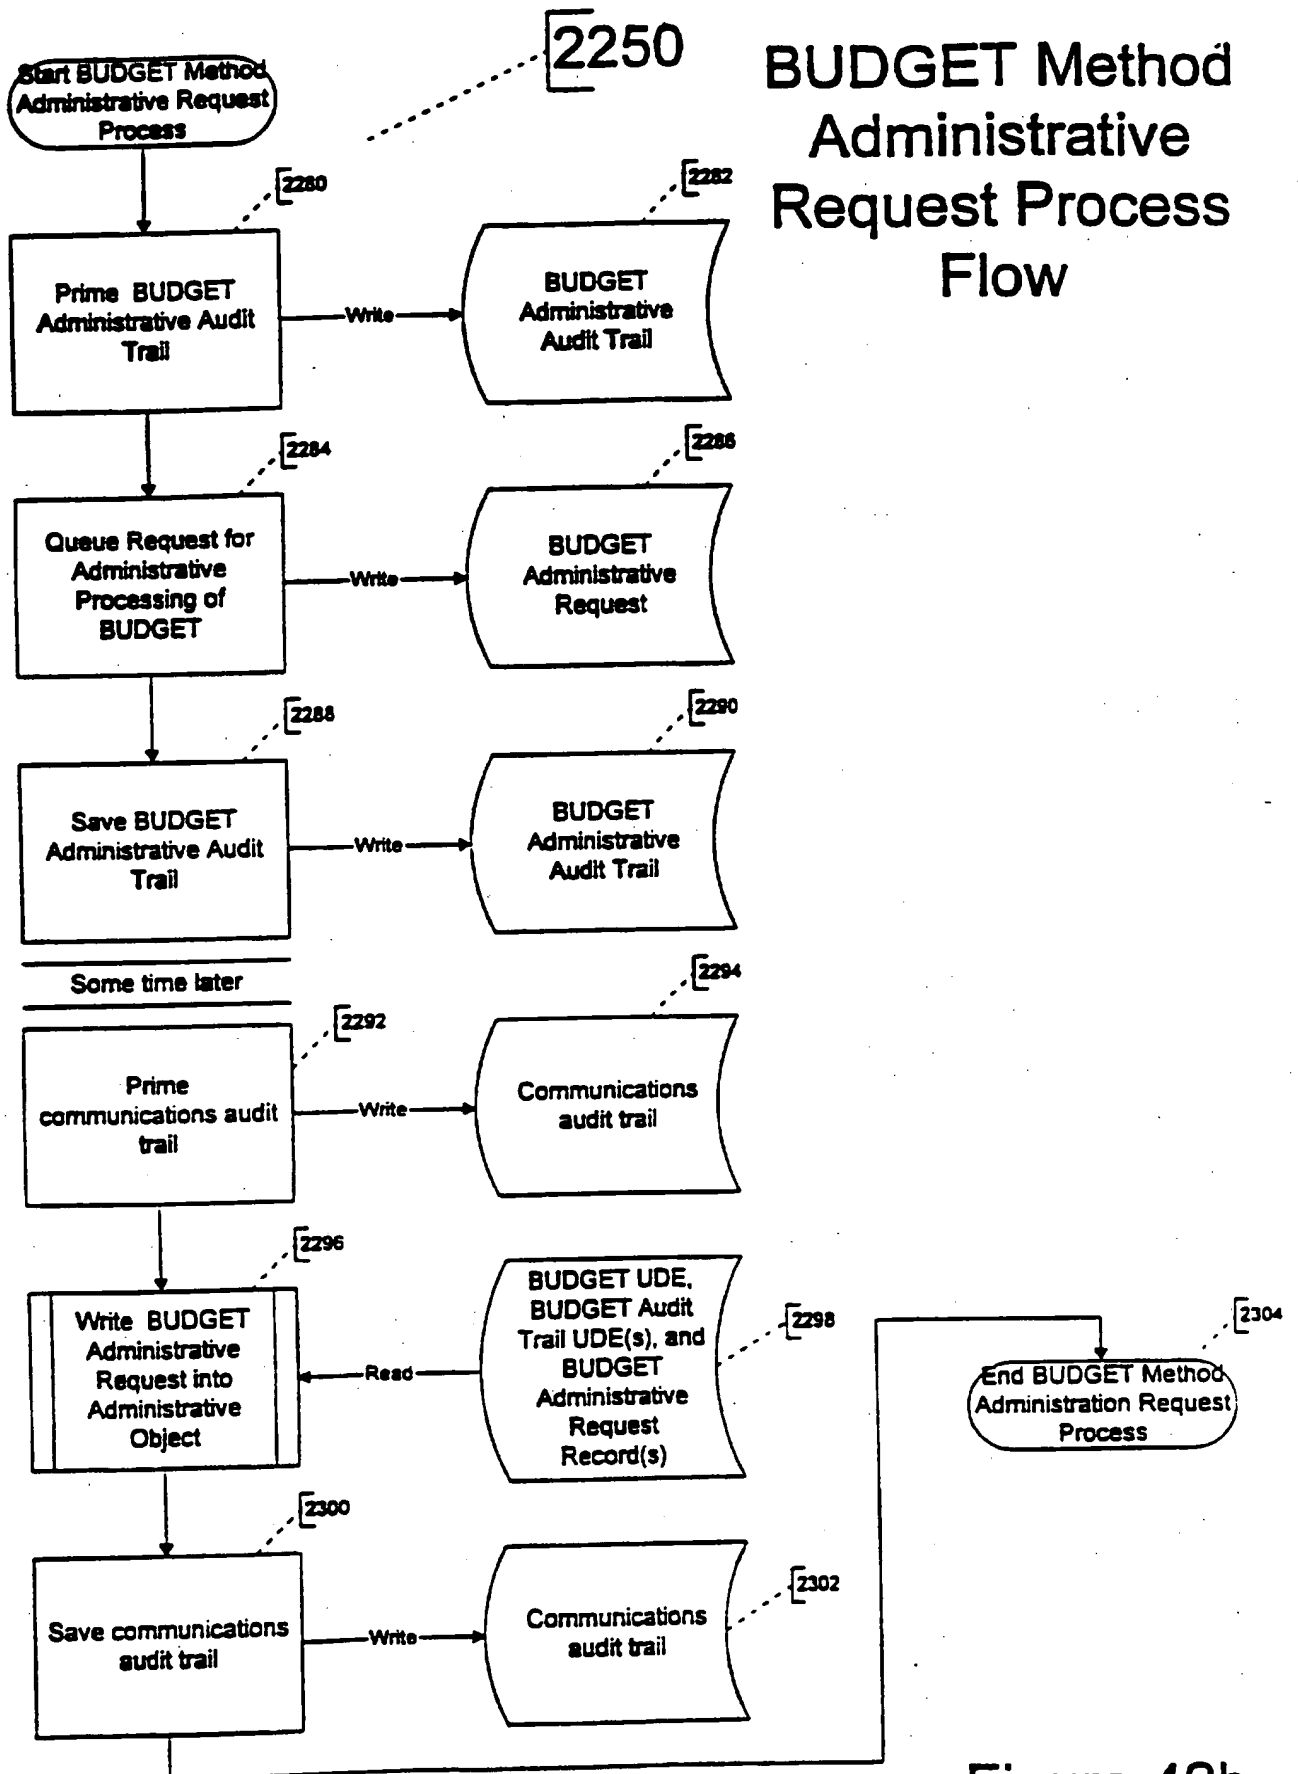 2250
BUDGET Method
Administrative
Request Process
Flow
Start BUDGET Method
Administrative Request
Process
2280
2282
Prime BUDGET
Administrative Audit
Trail
Write
BUDGET
Administrative
Audit Trail
2284
2286
Queue Request for
Administrative
Processing of
BUDGET
Write
BUDGET
Administrative
Request
2288
2290
Save BUDGET
Administrative Audit
Trail
Write
BUDGET
Administrative
Audit Trail
Some time later
2292
2294
Prime
communications audit
trail
Write
Communications
audit trail
2296
Write BUDGET
Administrative
Request into
Administrative
Object
Read
BUDGET UDE,
BUDGET Audit
Trail UDE(s), and
BUDGET
Administrative
Request
Record(s)
2298
2304
End BUDGET Method
Administration Request
Process
2300
Save communications
audit trail
Write
Communications
audit trail
2302